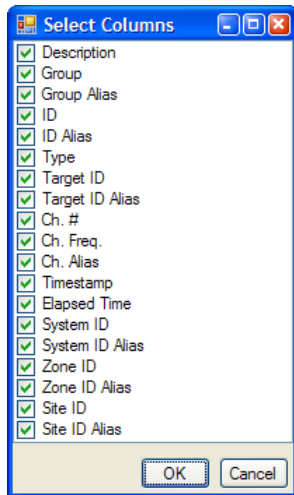 Select Columns
Description
Group
Group Alias
ID
ID Alias
Type
Target ID
Target ID Alias
Ch. #
Ch. Freq.
Ch. Alias
Timestamp
Elapsed Time
System ID
System ID Alias
Zone ID
Zone ID Alias
Site ID
Site ID Alias
OK Cancel